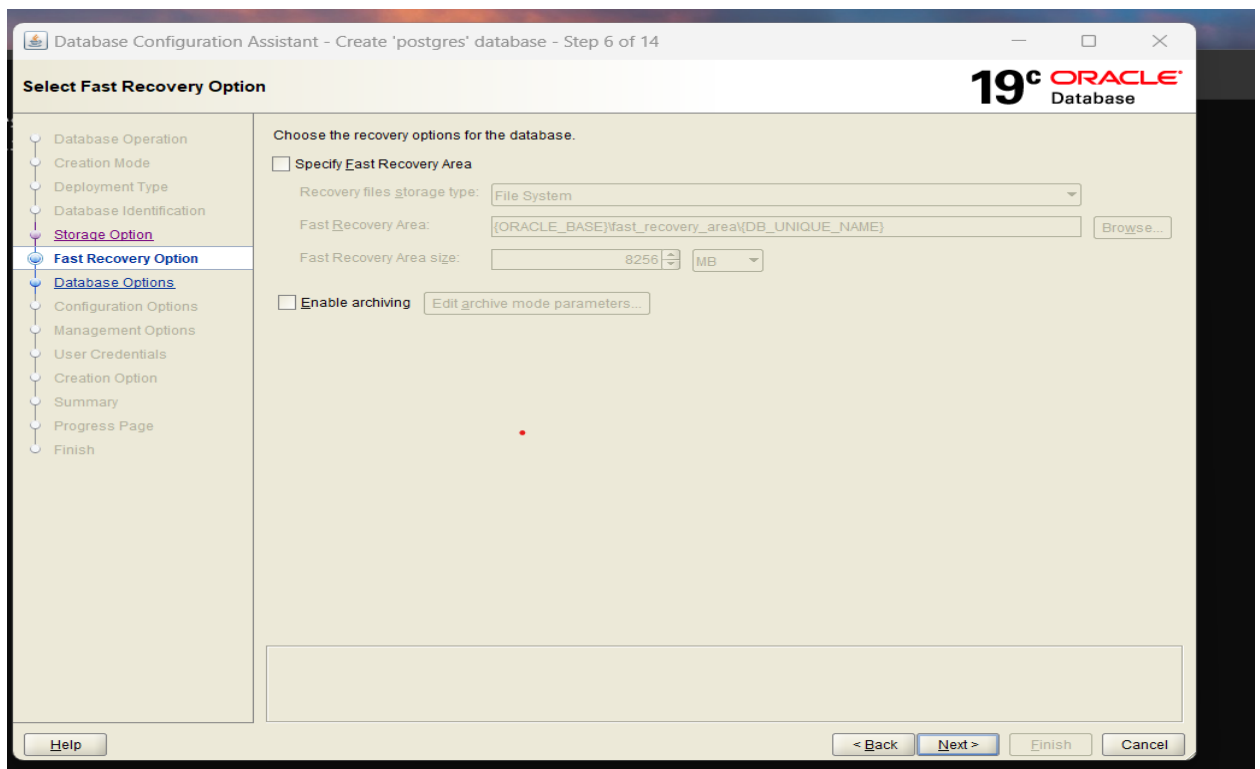 Database Configuration Assistant - Create 'postgres' database - Step 6 of 14
Select Fast Recovery Option
19c ORACLE
Database
Database Operation
Creation Mode
Deployment Type
Database Identification
Storage Option
Fast Recovery Option
Database Options
Configuration Options
Management Options
User Credentials
Creation Option
Summary
Progress Page
Finish
Choose the recovery options for the database.
Specify Fast Recovery Area
Recovery files storage type: File System
Fast Recovery Area: {ORACLE_BASE}\fast_recovery_area\{DB_UNIQUE_NAME} Browse...
Fast Recovery Area size: 8256 MB
Enable archiving Edit archive mode parameters...
Help < Back Next > Finish Cancel